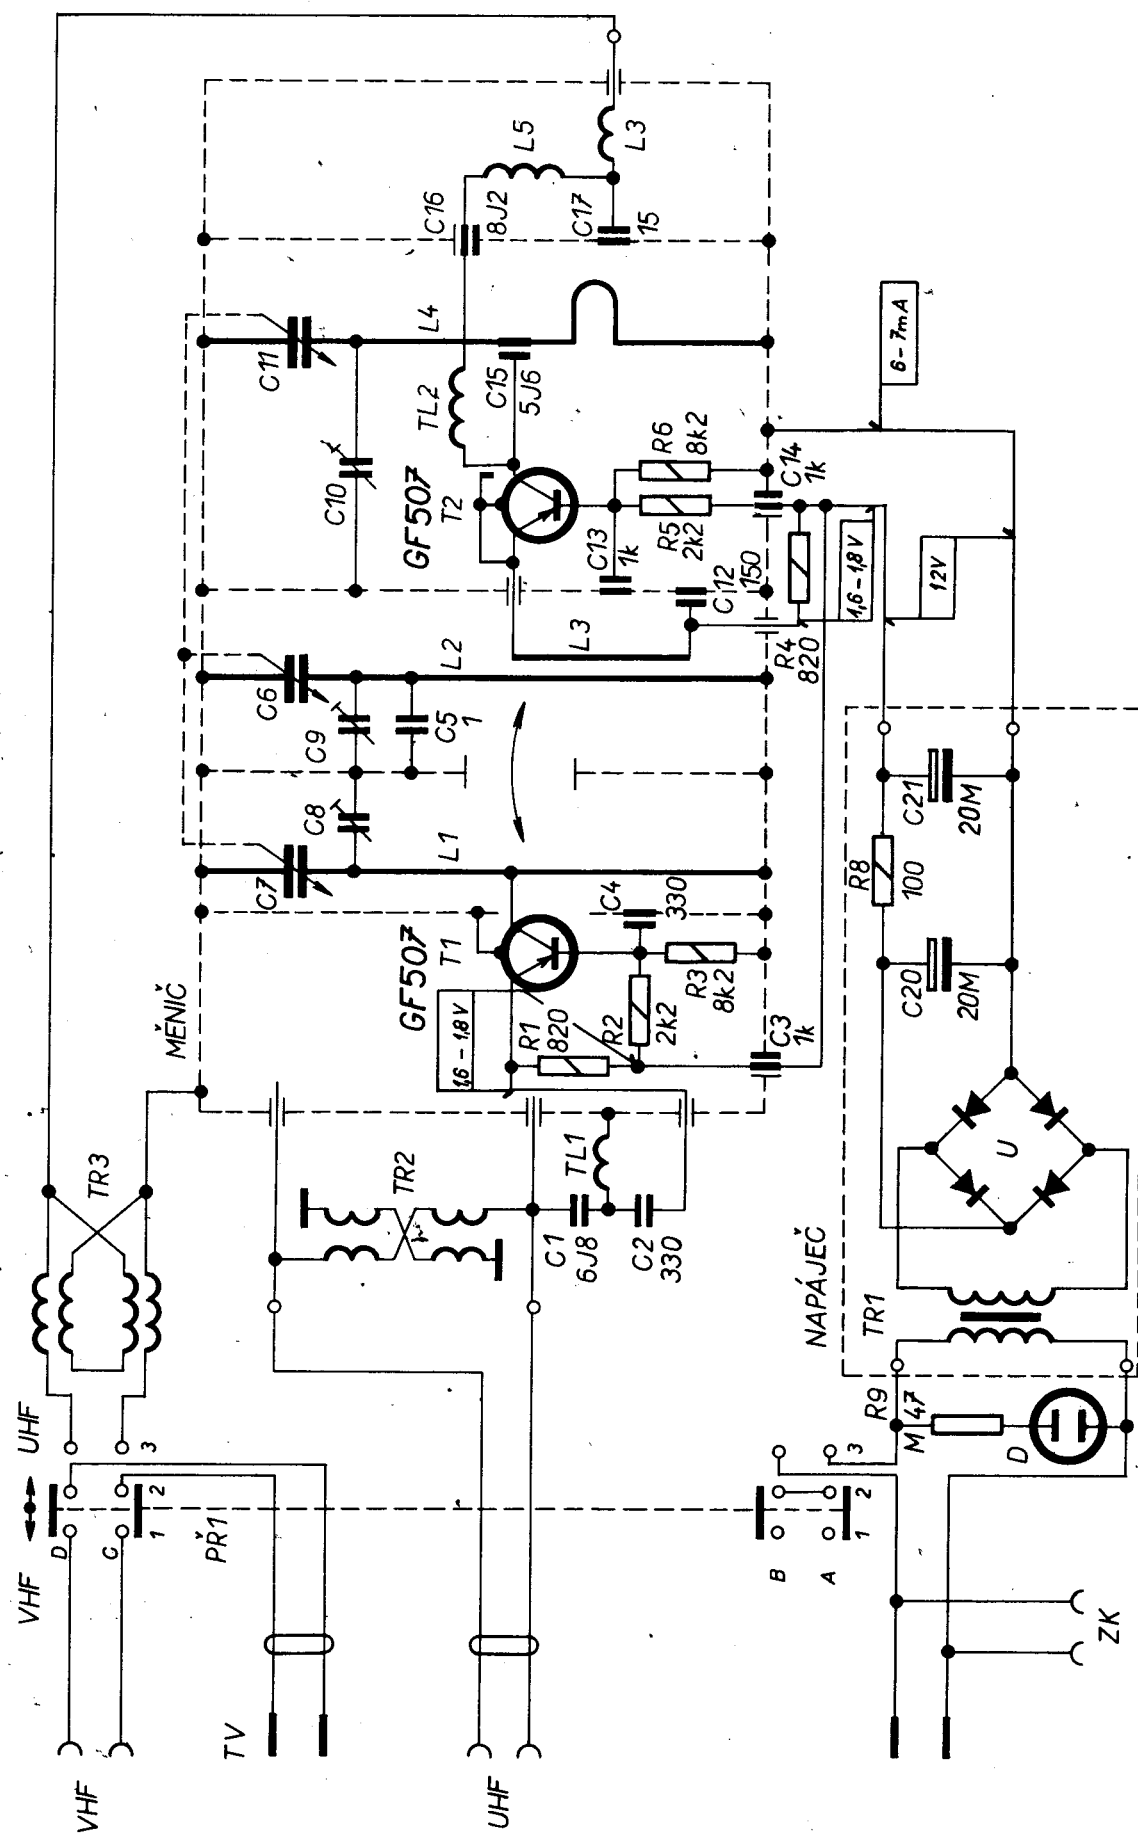 VHF
TV
UHF
VHF
UHF
D
C
1
2
3
PŘ1
TR3
MĚNIČ
TR2
C1
6J8
C2
330
TL1
1,6-1,8V
GF507
T1
R1
820
R2
2k2
R3
8k2
C4
330
C3
1k
C7
C8
L1
C6
C9
C5
1
L2
L3
GF507
T2
C10
C11
TL2
L4
C15
5J6
C16
8J2
L5
C17
15
L3
C13
1k
R5
2k2
R6
8k2
C14
1k
C12
150
R4
820
1,6-1,8V
12V
6-7mA
NAPÁJEČ
TR1
U
C20
20M
R8
100
C21
20M
R9
M47
D
B
A
1
2
3
ZK